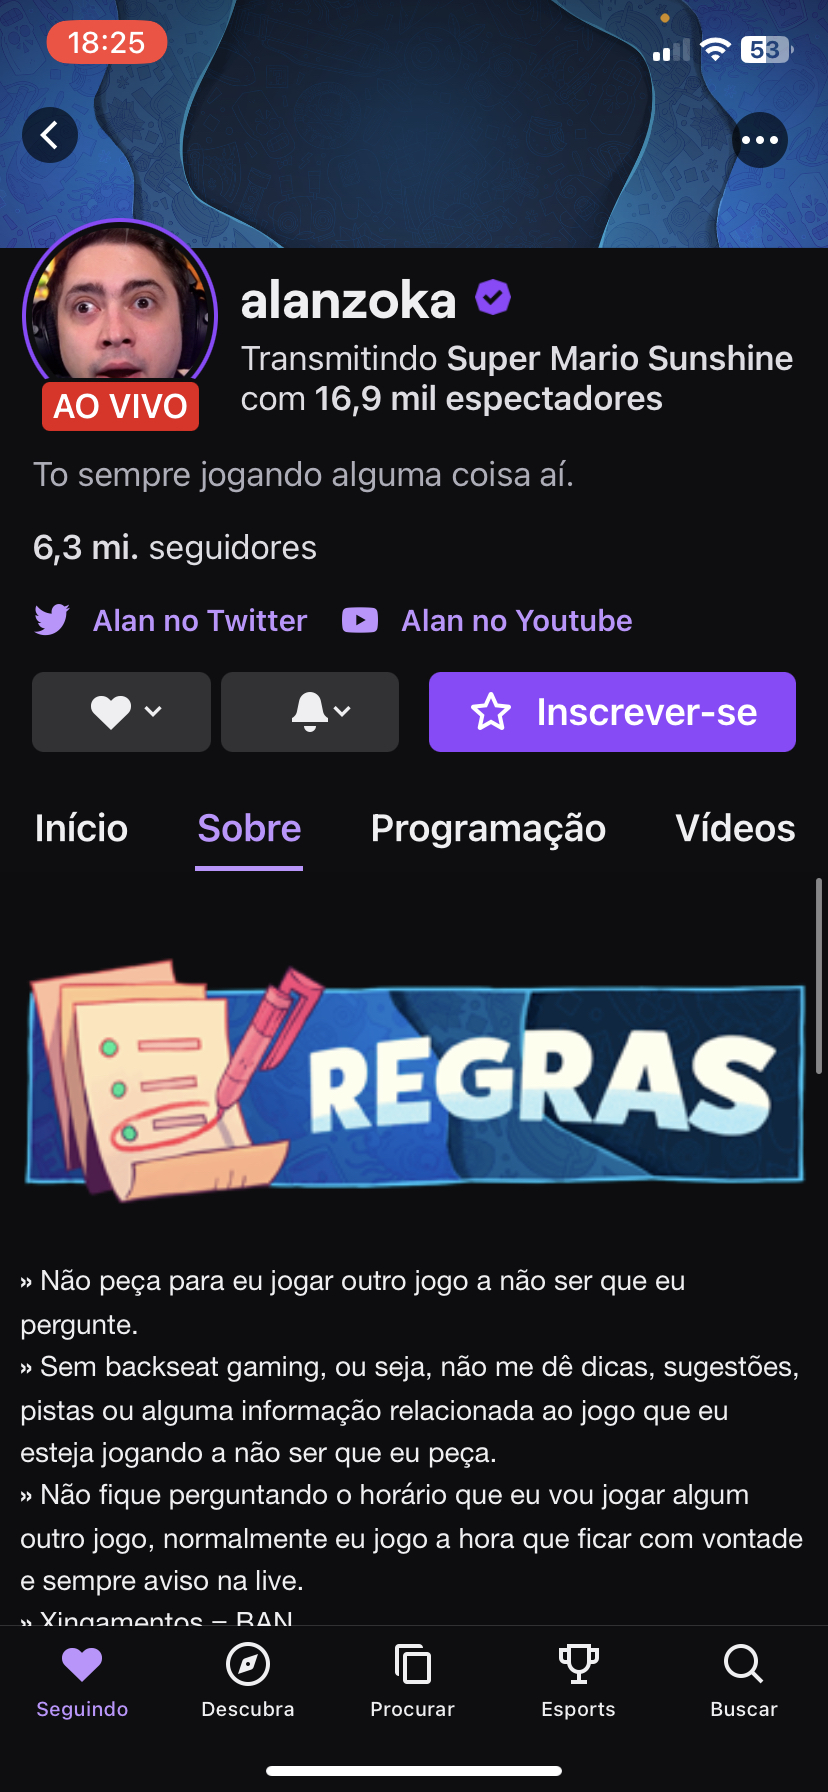 18:25
53
alanzoka
Transmitindo Super Mario Sunshine
com 16,9 mil espectadores
AO VIVO
To sempre jogando alguma coisa aí.
6,3 mi. seguidores
Alan no Twitter Alan no Youtube
Inscrever-se
Início Sobre Programação Vídeos
REGRAS
» Não peça para eu jogar outro jogo a não ser que eu
pergunte.
» Sem backseat gaming, ou seja, não me dê dicas, sugestões,
pistas ou alguma informação relacionada ao jogo que eu
esteja jogando a não ser que eu peça.
» Não fique perguntando o horário que eu vou jogar algum
outro jogo, normalmente eu jogo a hora que ficar com vontade
e sempre aviso na live.
» Xingamentos – BAN
Seguindo Descubra Procurar Esports Buscar